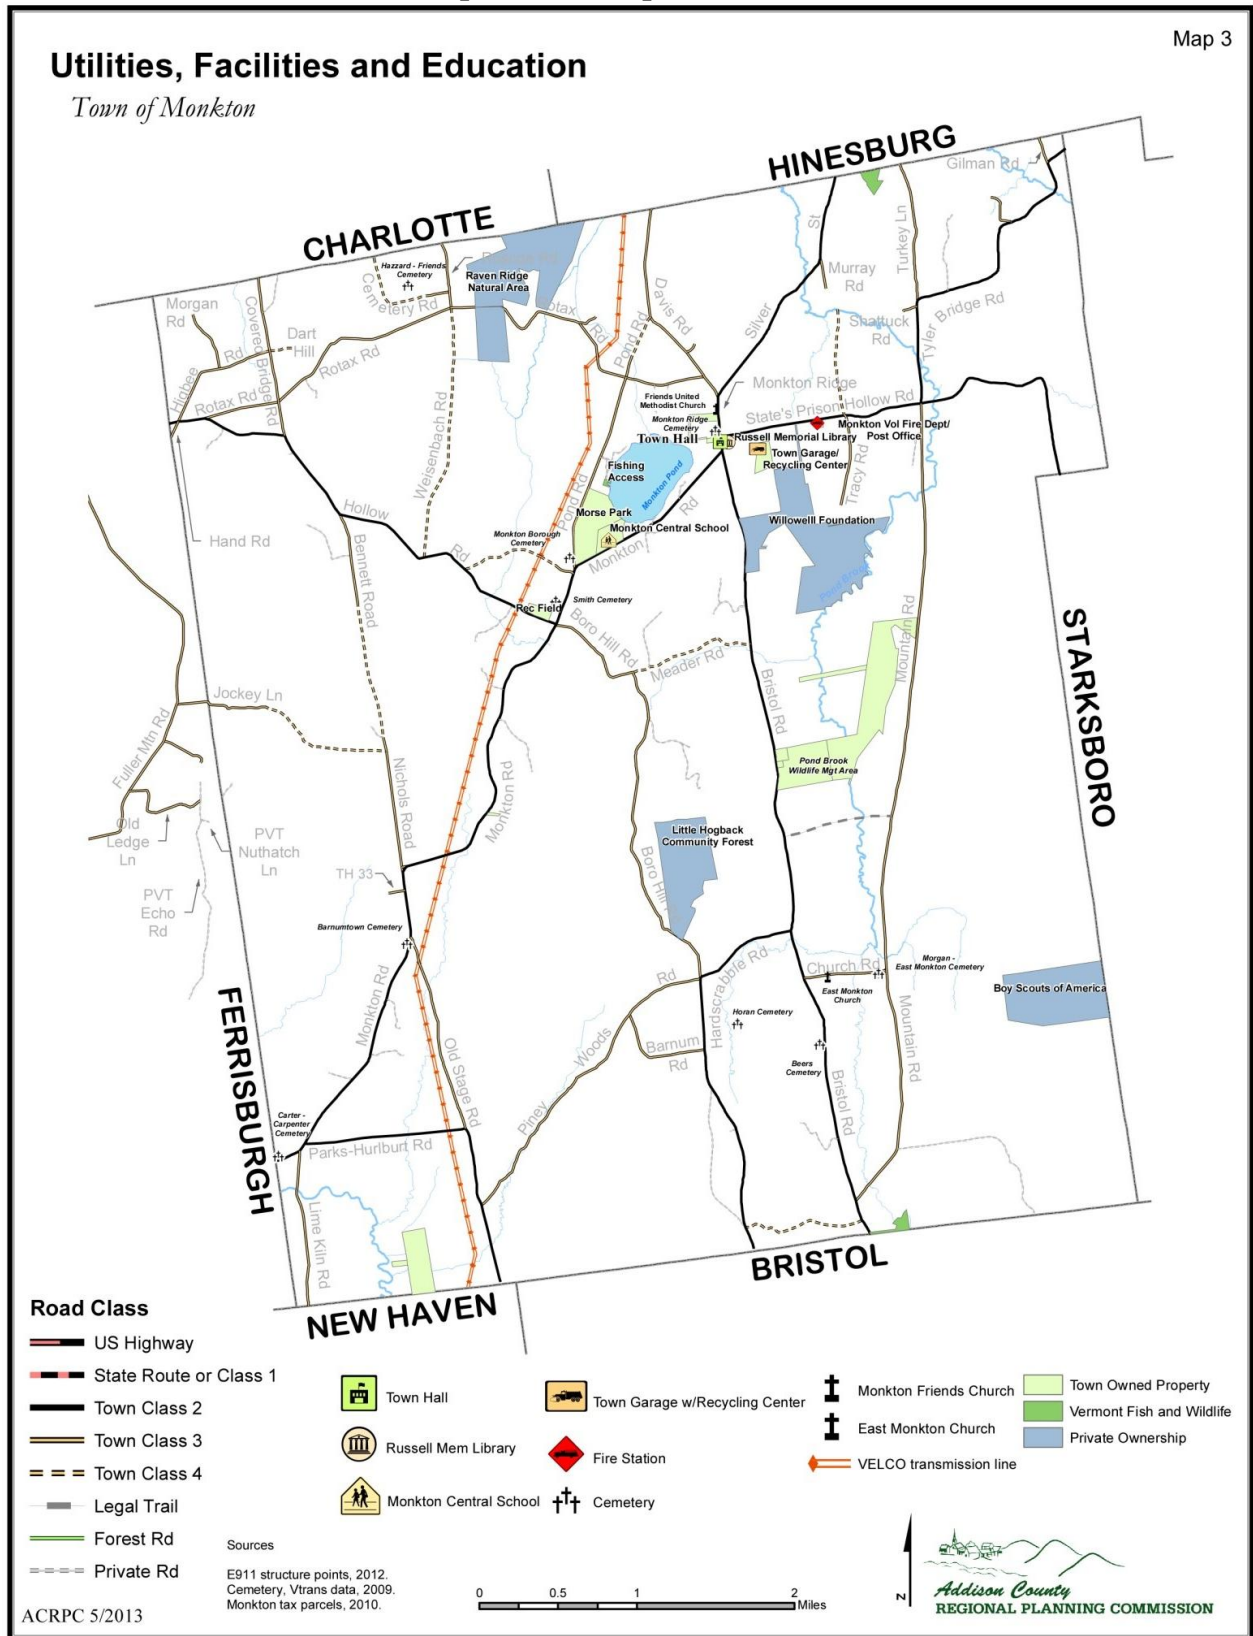 Map 3
Utilities, Facilities and Education
Town of Monkton
HINESBURG
Gilman Rd
CHARLOTTE
Hazzard - Friends
Cemetery
Cemetery Rd
Raven Ridge
Natural Area
St
Turkey Ln
Murray
Rd
Morgan
Rd
Covered Bridge Rd
Dart
Hill
Rotax Rd
Davis Rd
Silver
Shattuck
Rd
Tyler
Bridge Rd
Higbee
Rd
Rotax Rd
Rotax Rd
Pond Rd
Monkton Ridge
Friends United
Methodist Church
State's Prison Hollow Rd
Monkton Ridge
Cemetery
Monkton Vol Fire Dept/
Post Office
Town Hall
Russell Memorial Library
Town Garage/
Recycling Center
Weisenbach Rd
Fishing
Access
Monkton Pond
Tracy Rd
Rd
Pond Rd
Morse Park
Hollow
Rd
Willowelll Foundation
Monkton Central School
Monkton
Monkton Borough
Cemetery
Hand Rd
Bennett Road
Pond Brook
Smith Cemetery
Rec Field
Boro Hill Rd
Meader Rd
Mountain Rd
STARKSBORO
Jockey Ln
Bristol Rd
Fuller Mtn Rd
Nichols Road
Monkton Rd
Pond Brook
Wildlife Mgt Area
Old
Ledge
Ln
PVT
Nuthatch
Ln
Little Hogback
Community Forest
Boro Hill
TH 33
PVT
Echo
Rd
Barnumtown Cemetery
Hardscrabble Rd
Church Rd
Morgan -
East Monkton Cemetery
Rd
East Monkton
Church
Boy Scouts of America
FERRISBURGH
Monkton Rd
Horan Cemetery
Mountain Rd
Old Stage Rd
Woods
Barnum
Rd
Beers
Cemetery
Bristol Rd
Piney
Carter -
Carpenter
Cemetery
Parks-Hurlburt Rd
Lime Kiln Rd
BRISTOL
NEW HAVEN
Road Class
US Highway
State Route or Class 1
Town Class 2
Town Class 3
Town Class 4
Legal Trail
Forest Rd
Private Rd
Town Hall
Russell Mem Library
Monkton Central School
Town Garage w/Recycling Center
Fire Station
Cemetery
Monkton Friends Church
East Monkton Church
VELCO transmission line
Town Owned Property
Vermont Fish and Wildlife
Private Ownership
Sources
E911 structure points, 2012.
Cemetery, Vtrans data, 2009.
Monkton tax parcels, 2010.
ACRPC 5/2013
0 0.5 1 2
Miles
N
Addison County
REGIONAL PLANNING COMMISSION